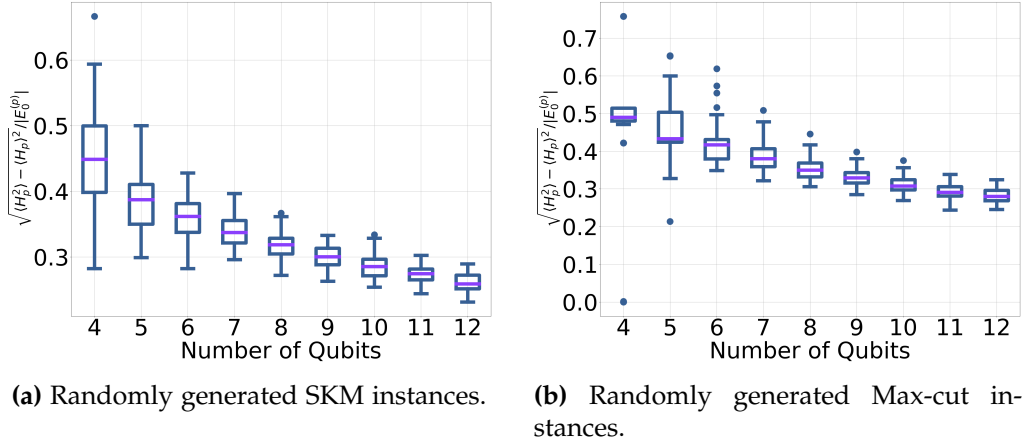 0.6
0.5
0.4
0.3
√⟨H_p^2⟩ − ⟨H_p⟩^2/|E_0^(p)|
4 5 6 7 8 9 10 11 12
Number of Qubits
(a) Randomly generated SKM instances.
0.7
0.6
0.5
0.4
0.3
0.2
0.1
0.0
√⟨H_p^2⟩ − ⟨H_p⟩^2/|E_0^(p)|
4 5 6 7 8 9 10 11 12
Number of Qubits
(b) Randomly generated Max-cut in-
stances.